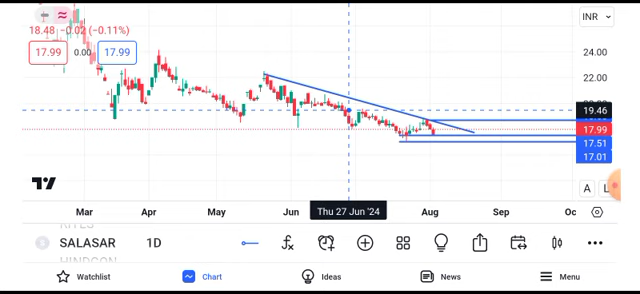 INR
18.48 −0.02 (−0.11%)
17.99 0.00 17.99
24.00
22.00
19.46
17.99
17.51
17.01
A L
Mar Apr May Jun Thu 27 Jun '24 Aug Sep Oc
SALASAR 1D
Watchlist Chart Ideas News Menu